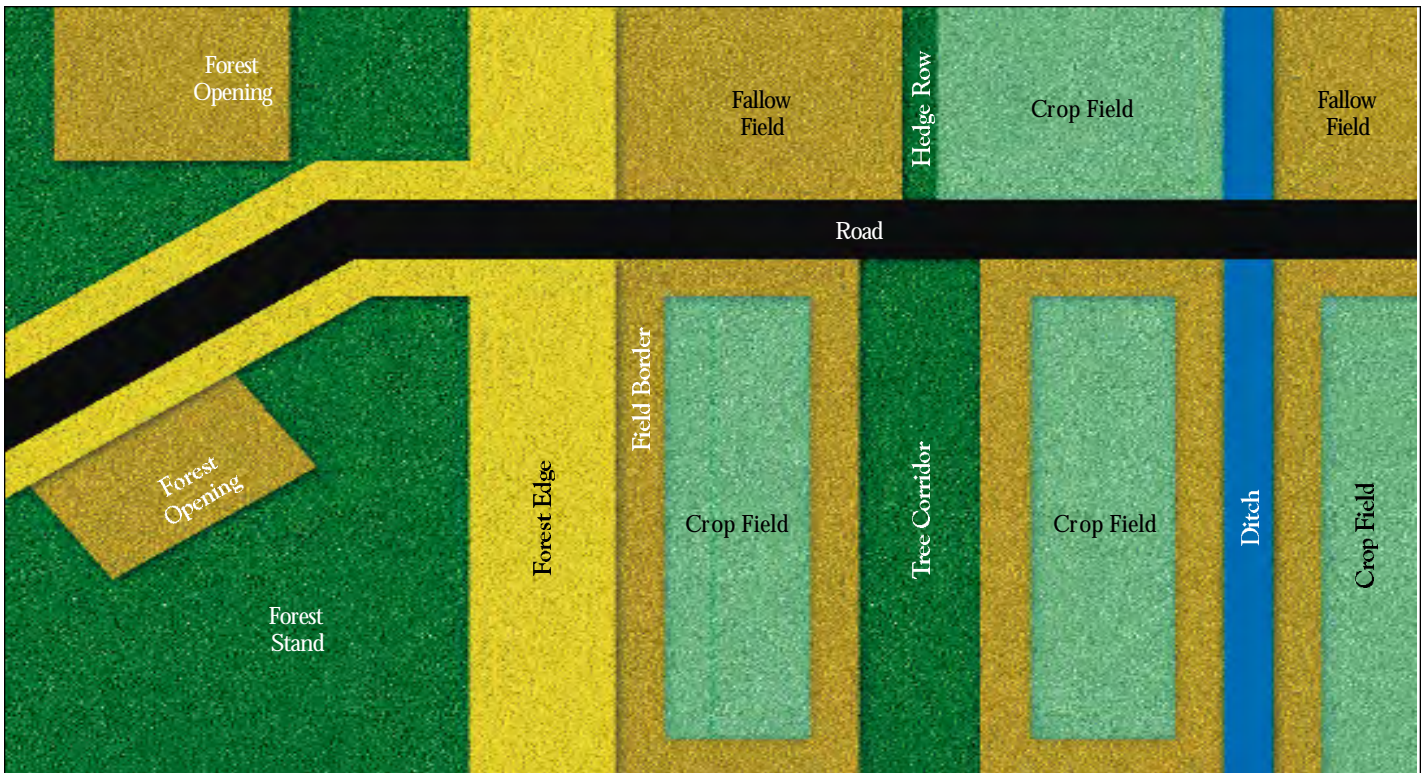 Forest
Opening
Fallow
Field
Hedge Row
Crop Field
Fallow
Field
Road
Forest
Opening
Forest
Stand
Forest Edge
Field Border
Crop Field
Tree Corridor
Crop Field
Ditch
Crop Field